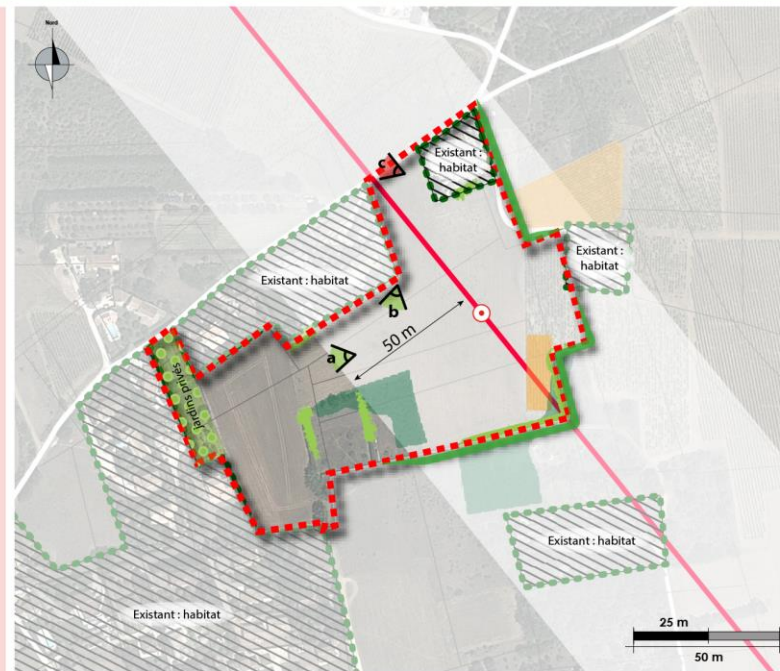 Nord
c
Existant :
habitat
Existant :
habitat
Existant : habitat
b
50 m
a
Jardins privés
Existant : habitat
Existant : habitat
25 m
50 m